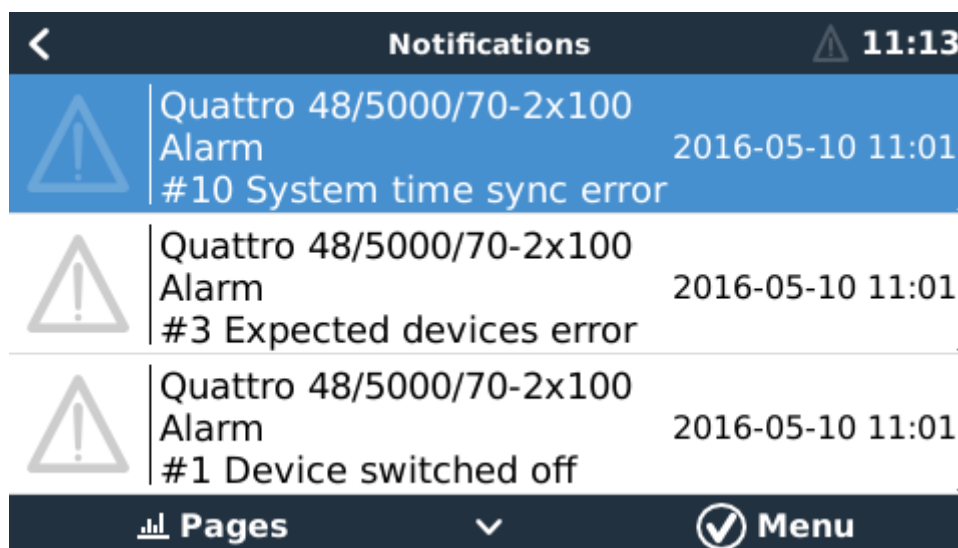 Notifications 11:13
Quattro 48/5000/70-2x100
Alarm 2016-05-10 11:01
#10 System time sync error
Quattro 48/5000/70-2x100
Alarm 2016-05-10 11:01
#3 Expected devices error
Quattro 48/5000/70-2x100
Alarm 2016-05-10 11:01
#1 Device switched off
Pages Menu